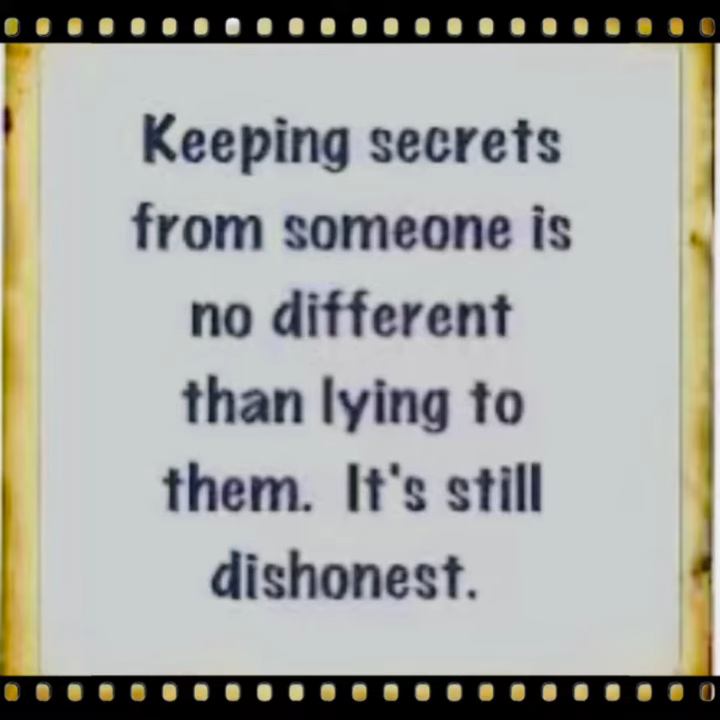 Keeping secrets
from someone is
no different
than lying to
them. It's still
dishonest.